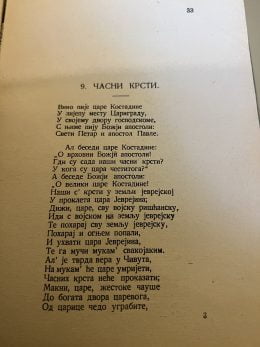 33
9. ЧАСНИ КРСТИ.
Вино пије царе Костадине
У лијепу месту Цариграду,
У својему двору господскоме,
С њиме пију Божји апостоли:
Свети Петар и апостол Павле.
Ал беседи царе Костадине:
„О врховни Божји апостоли!
Гди су сада наши часни крсти?
У кога су цара честитога?“
А беседе Божји апостоли:
„О велики царе Костадине!
Наши с' крсти у земљи јеврејској
У проклета цара Јеврејина;
Дижи, царе, сву војску ришћанску,
Иди с војском на земљу јеврејску
Те похарај сву земљу јеврејску,
Похарај и огњем попали,
И ухвати цара Јеврејина,
Те га мучи мукам' свакојаким.
Ал' је тврда вера у Чивута,
На мукам' ће царе умријети,
Часних крста неће проказати;
Макни, царе, жестоке чауше
До богата двора царевога,
Од царице чедо уграбите,
3